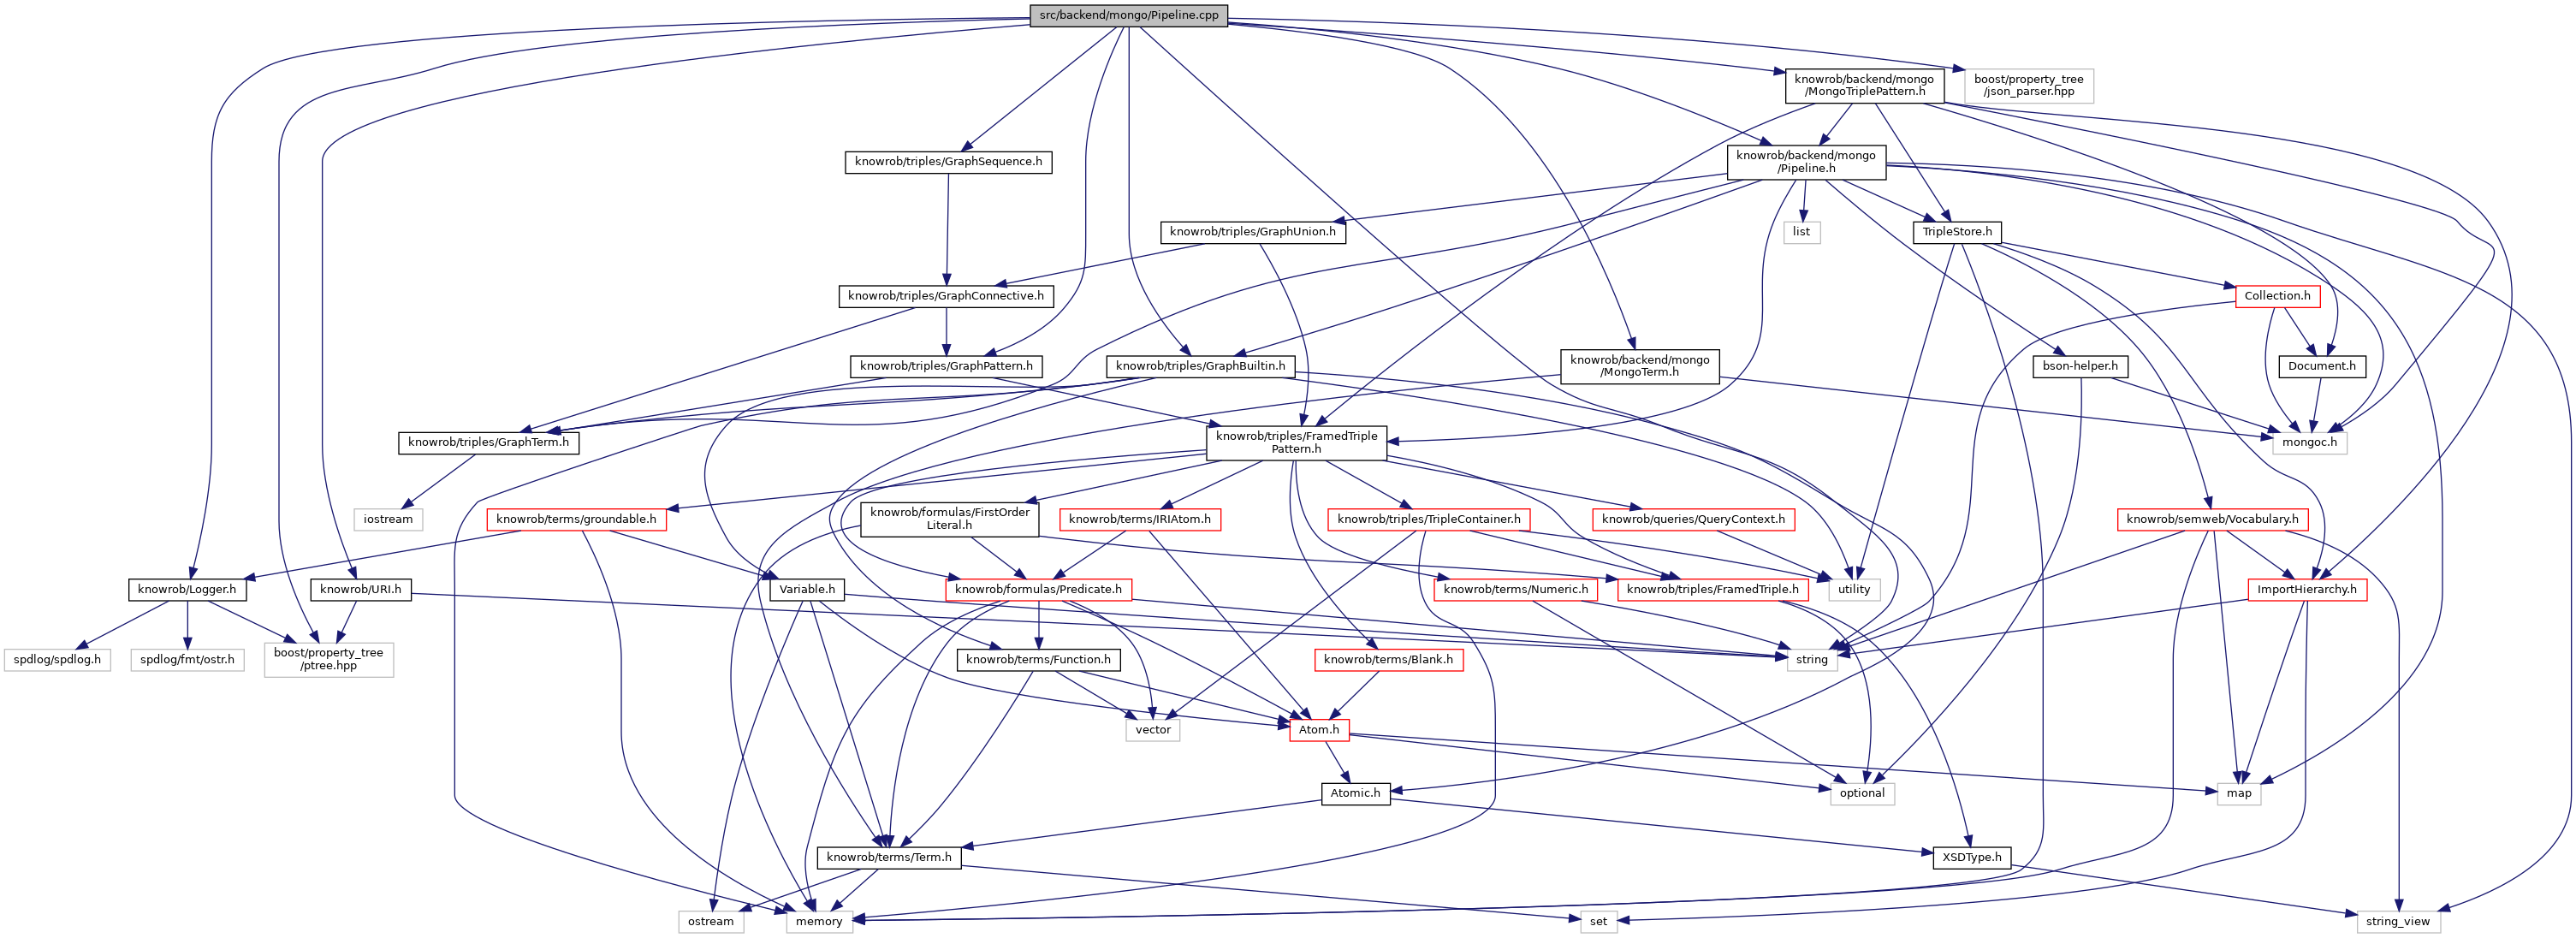 src/backend/mongo/Pipeline.cpp
knowrob/backend/mongo
/MongoTriplePattern.h
boost/property_tree
/json_parser.hpp
knowrob/triples/GraphSequence.h
knowrob/backend/mongo
/Pipeline.h
knowrob/triples/GraphUnion.h
list
TripleStore.h
knowrob/triples/GraphConnective.h
Collection.h
knowrob/triples/GraphPattern.h
knowrob/triples/GraphBuiltin.h
knowrob/backend/mongo
/MongoTerm.h
bson-helper.h
Document.h
knowrob/triples/GraphTerm.h
knowrob/triples/FramedTriple
Pattern.h
mongoc.h
iostream
knowrob/terms/groundable.h
knowrob/formulas/FirstOrder
Literal.h
knowrob/terms/IRIAtom.h
knowrob/triples/TripleContainer.h
knowrob/queries/QueryContext.h
knowrob/semweb/Vocabulary.h
knowrob/Logger.h
knowrob/URI.h
Variable.h
knowrob/formulas/Predicate.h
knowrob/terms/Numeric.h
knowrob/triples/FramedTriple.h
utility
ImportHierarchy.h
spdlog/spdlog.h
spdlog/fmt/ostr.h
boost/property_tree
/ptree.hpp
knowrob/terms/Function.h
knowrob/terms/Blank.h
string
vector
Atom.h
Atomic.h
optional
map
knowrob/terms/Term.h
XSDType.h
ostream
memory
set
string_view